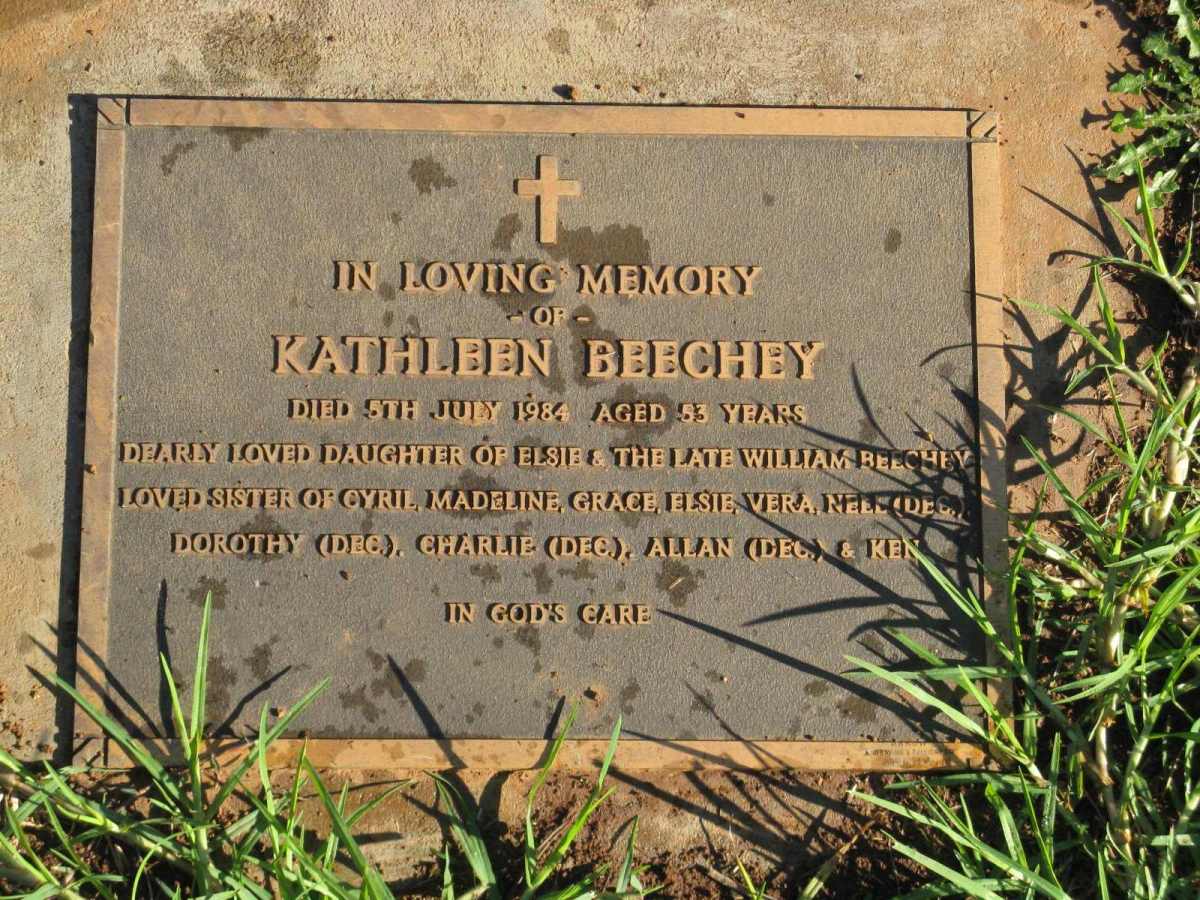 IN LOVING MEMORY
- OF -
KATHLEEN BEECHEY
DIED 5TH JULY 1984 AGED 53 YEARS
DEARLY LOVED DAUGHTER OF ELSIE & THE LATE WILLIAM BEECHEY.
LOVED SISTER OF CYRIL, MADELINE, GRACE, ELSIE, VERA, NELL (DEC.),
DOROTHY (DEC.), CHARLIE (DEC.), ALLAN (DEC.) & KEN.
IN GOD'S CARE